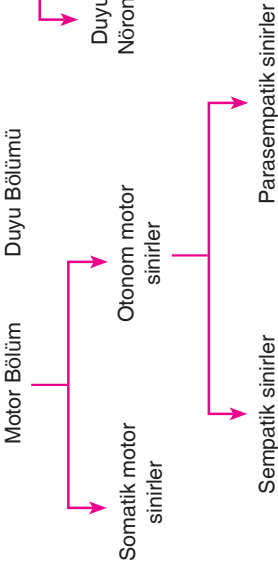 Motor Bölüm
Duyu Bölümü
Somatik motor
sinirler
Otonom motor
sinirler
Duyu
Nöron
Sempatik sinirler
Parasempatik sinirler